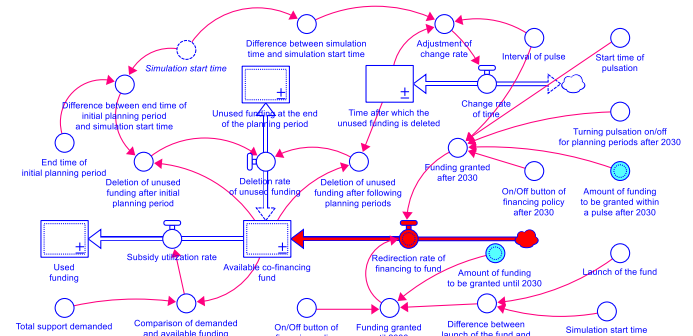 Difference between simulation
time and simulation start time
Adjustment of
change rate
Interval of pulse
Start time of
pulsation
Simulation start time
Difference between end time of
initial planning period
and simulation start time
Unused funding at the end
of the planning period
Time after which the
unused funding is deleted
Change rate
of time
Turning pulsation on/off
for planning periods after 2030
End time of
initial planning period
Deletion of unused
funding after initial
planning period
Deletion rate
of unused funding
Deletion of unused
funding after following
planning periods
Funding granted
after 2030
On/Off button of
financing policy
after 2030
Amount of funding
to be granted within
a pulse after 2030
Used
funding
Subsidy utilization rate
Available co-financing
fund
Redirection rate of
financing to fund
Amount of funding
to be granted until 2030
Launch of the fund
Total support demanded
Comparison of demanded
and available funding
On/Off button of
Funding granted
Difference between
launch of the fund and
Simulation start time